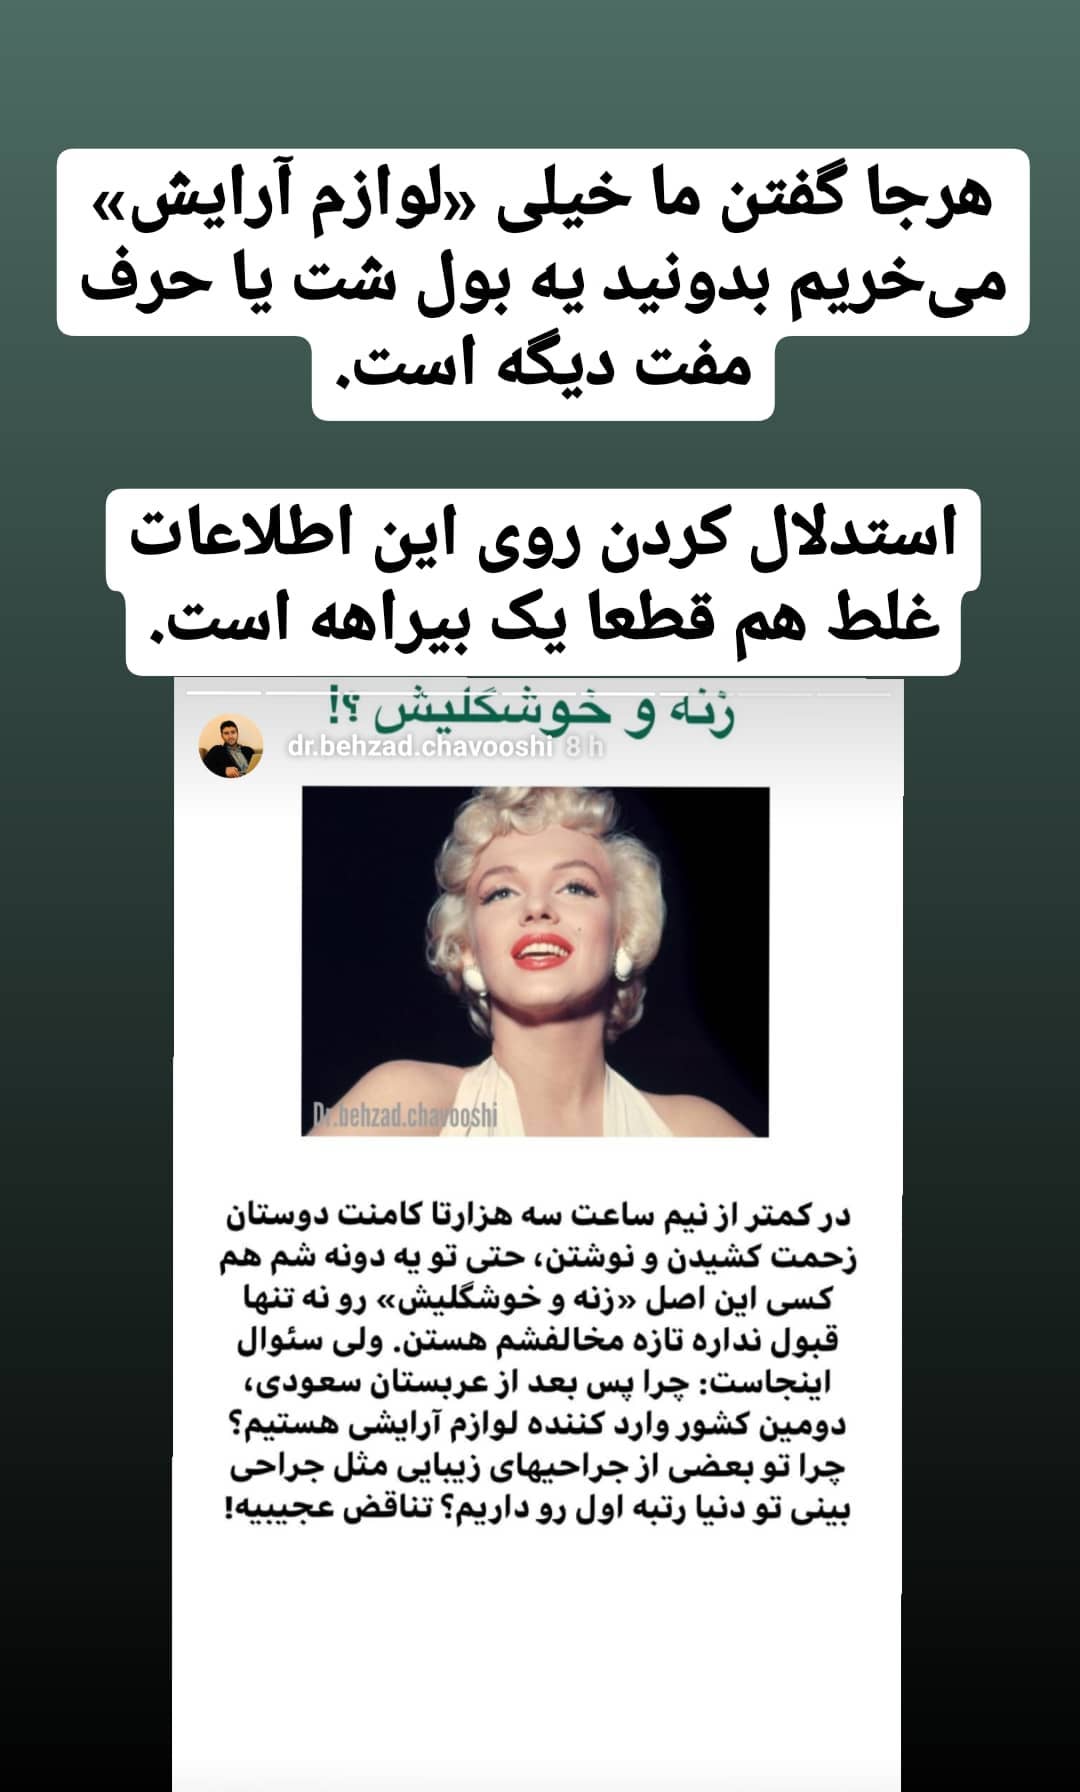 هرجا گفتن ما خیلی «لوازم آرایش»
می‌خریم بدونید یه بول شت یا حرف
مفت دیگه است.
استدلال کردن روی این اطلاعات
غلط هم قطعا یک بیراهه است.
زنه و خوشگلیش ؟!
dr.behzad.chavooshi 8 h
Dr.behzad.chavooshi
در کمتر از نیم ساعت سه هزارتا کامنت دوستان
زحمت کشیدن و نوشتن، حتی تو یه دونه شم هم
کسی این اصل «زنه و خوشگلیش» رو نه تنها
قبول نداره تازه مخالفشم هستن. ولی سئوال
اینجاست: چرا پس بعد از عربستان سعودی،
دومین کشور وارد کننده لوازم آرایشی هستیم؟
چرا تو بعضی از جراحیهای زیبایی مثل جراحی
بینی تو دنیا رتبه اول رو داریم؟ تناقض عجیبیه!